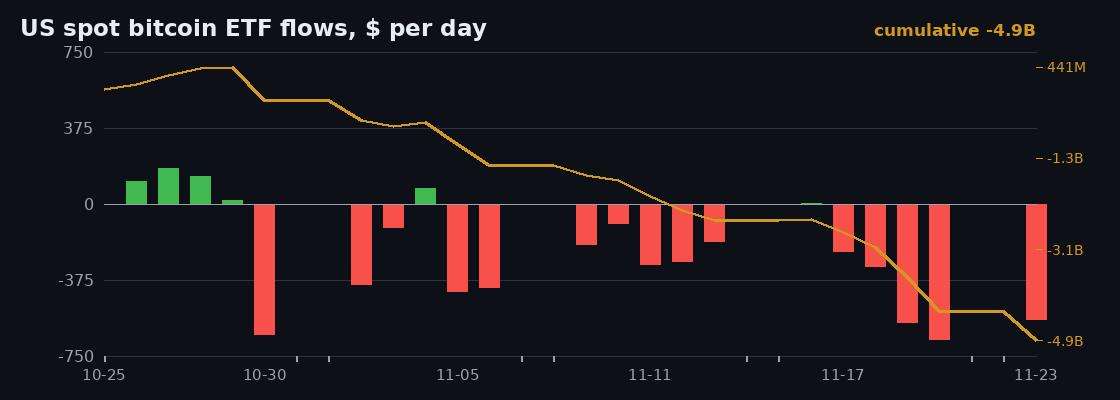 US spot bitcoin ETF flows, $ per day
cumulative -4.9B
750
375
0
-375
-750
441M
-1.3B
-3.1B
-4.9B
10-25
10-30
11-05
11-11
11-17
11-23